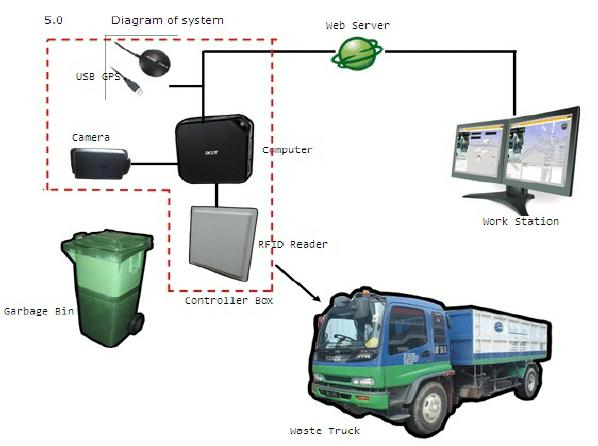 5.0 Diagram of system
Web Server
USB GPS
Camera
acer
Computer
Work Station
RFID Reader
Garbage Bin
Controller Box
Waste Truck